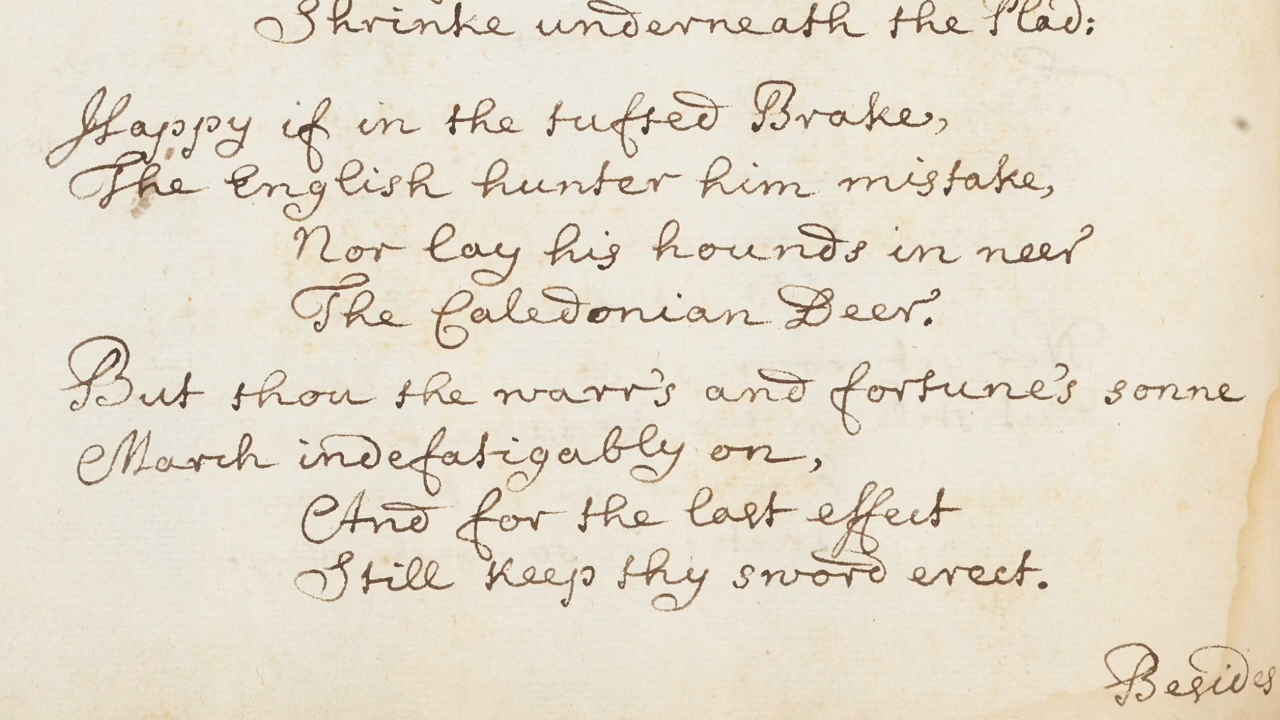 Shrinke underneath the Plad:
Happy if in the tufted Brake,
The English hunter him mistake,
Nor lay his hounds in neer
The Caledonian Deer.
But thou the warr's and fortune's sonne
March indefatigably on,
And for the last effect
Still keep thy sword erect.
Besides